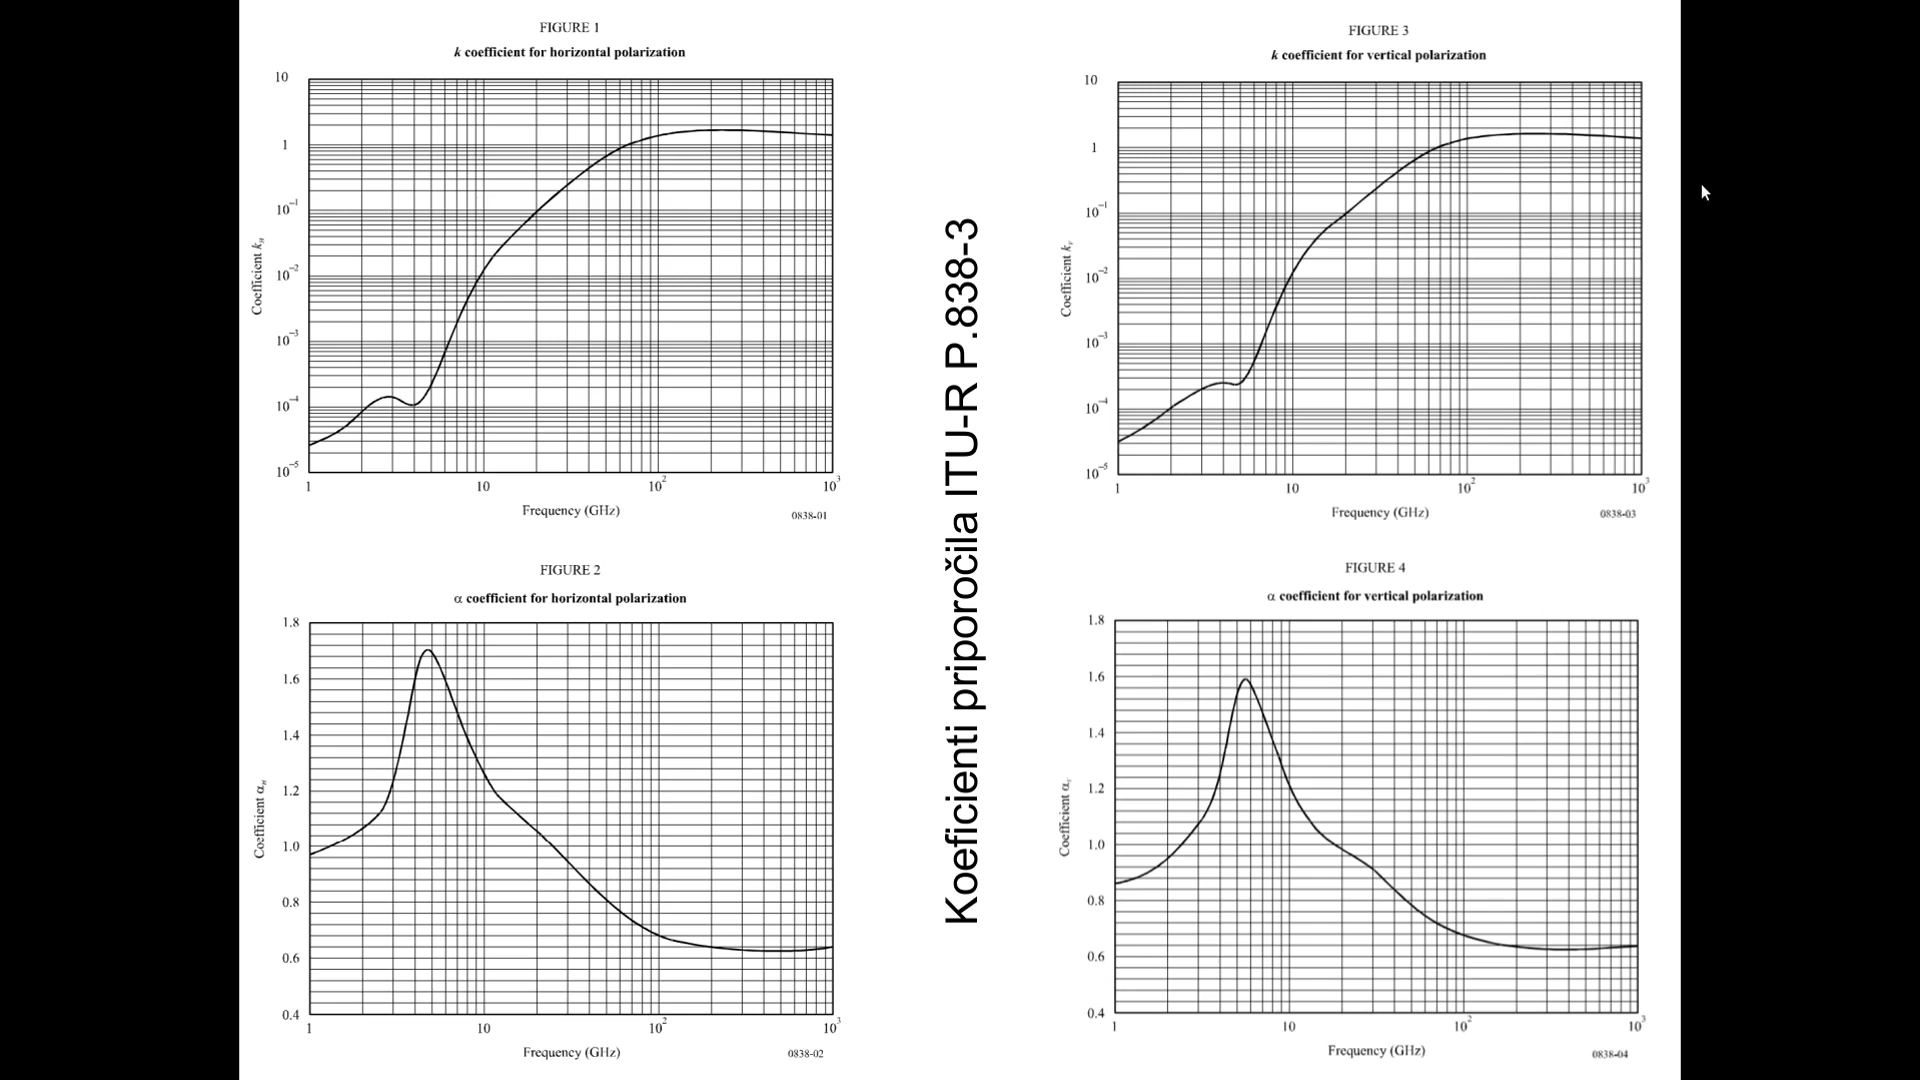 FIGURE 1
k coefficient for horizontal polarization
10
1
10⁻¹
10⁻²
10⁻³
10⁻⁴
10⁻⁵
Coefficient k_H
1 10 10² 10³
Frequency (GHz)
0838-01
FIGURE 2
α coefficient for horizontal polarization
1.8
1.6
1.4
1.2
1.0
0.8
0.6
0.4
Coefficient α_H
1 10 10² 10³
Frequency (GHz)
0838-02
Koeficienti priporočila ITU-R P.838-3
FIGURE 3
k coefficient for vertical polarization
10
1
10⁻¹
10⁻²
10⁻³
10⁻⁴
10⁻⁵
Coefficient k_V
1 10 10² 10³
Frequency (GHz)
0838-03
FIGURE 4
α coefficient for vertical polarization
1.8
1.6
1.4
1.2
1.0
0.8
0.6
0.4
Coefficient α_V
1 10 10² 10³
Frequency (GHz)
0838-04